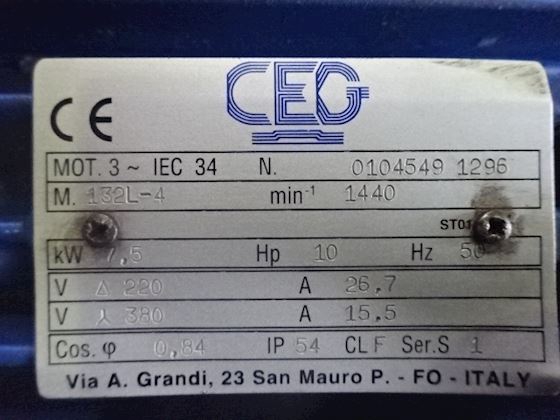 CEG
CE
MOT. 3 ~ IEC 34 N. 0104549 1296
M. 132L-4 min⁻¹ 1440
ST01
kW 7,5 Hp 10 Hz 50
V Δ 220 A 26,7
V ⅄ 380 A 15,5
Cos. φ 0,84 IP 54 CL F Ser.S 1
Via A. Grandi, 23 San Mauro P. - FO - ITALY